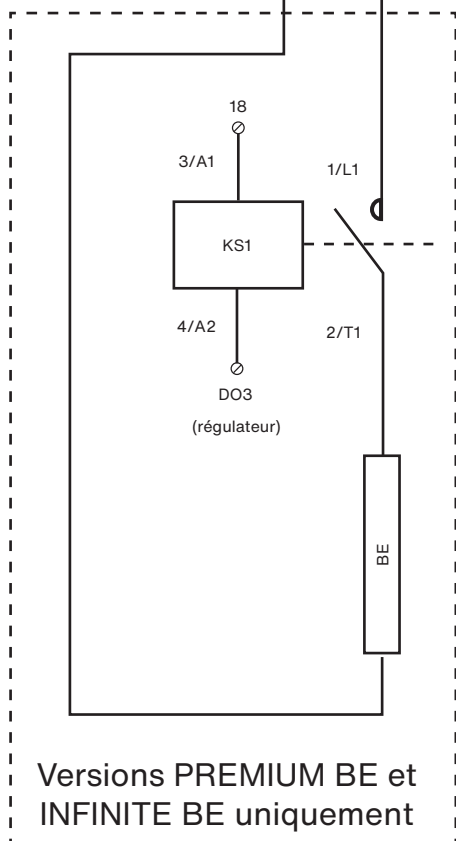 18
3/A1
1/L1
KS1
4/A2
2/T1
DO3
(régulateur)
BE
Versions PREMIUM BE et
INFINITE BE uniquement